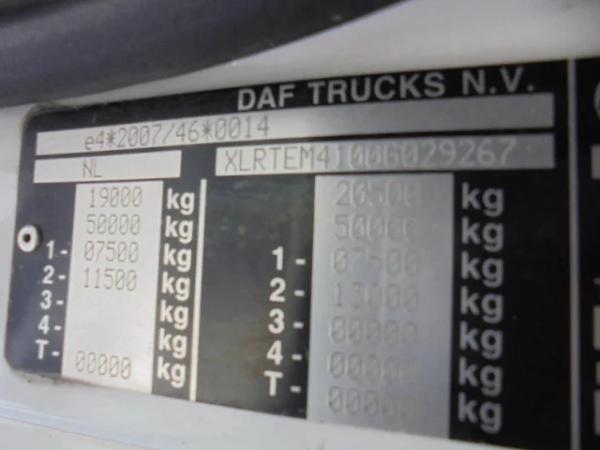 DAF TRUCKS N.V.
e4*2007/46*0014
NL XLRTEM4100G029267
19000 kg 20500 kg
50000 kg 50000 kg
1- 07500 kg 1- 07500 kg
2- 11500 kg 2- 13000 kg
3- kg 3- 00000 kg
4- kg 4- 00000 kg
T- 00000 kg T- 00000 kg